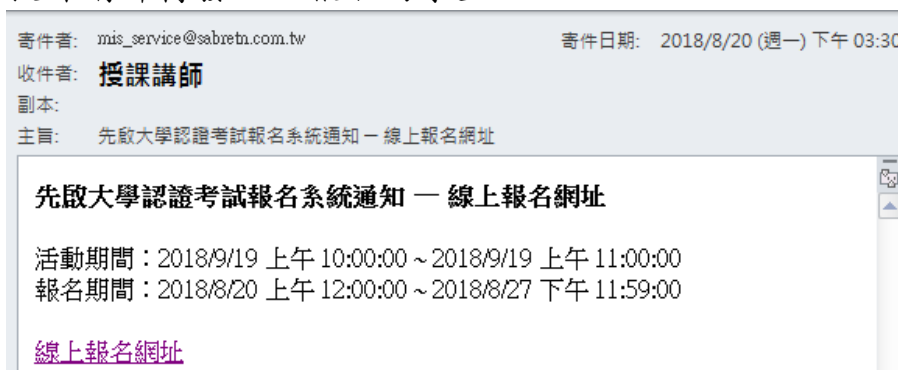 寄件者: mis_service@sabretn.com.tw 寄件日期: 2018/8/20 (週一) 下午 03:30
收件者: 授課講師
副本:
主旨: 先啟大學認證考試報名系統通知 ─ 線上報名網址
先啟大學認證考試報名系統通知 ─ 線上報名網址
活動期間：2018/9/19 上午 10:00:00 ~ 2018/9/19 上午 11:00:00
報名期間：2018/8/20 上午 12:00:00 ~ 2018/8/27 下午 11:59:00
線上報名網址